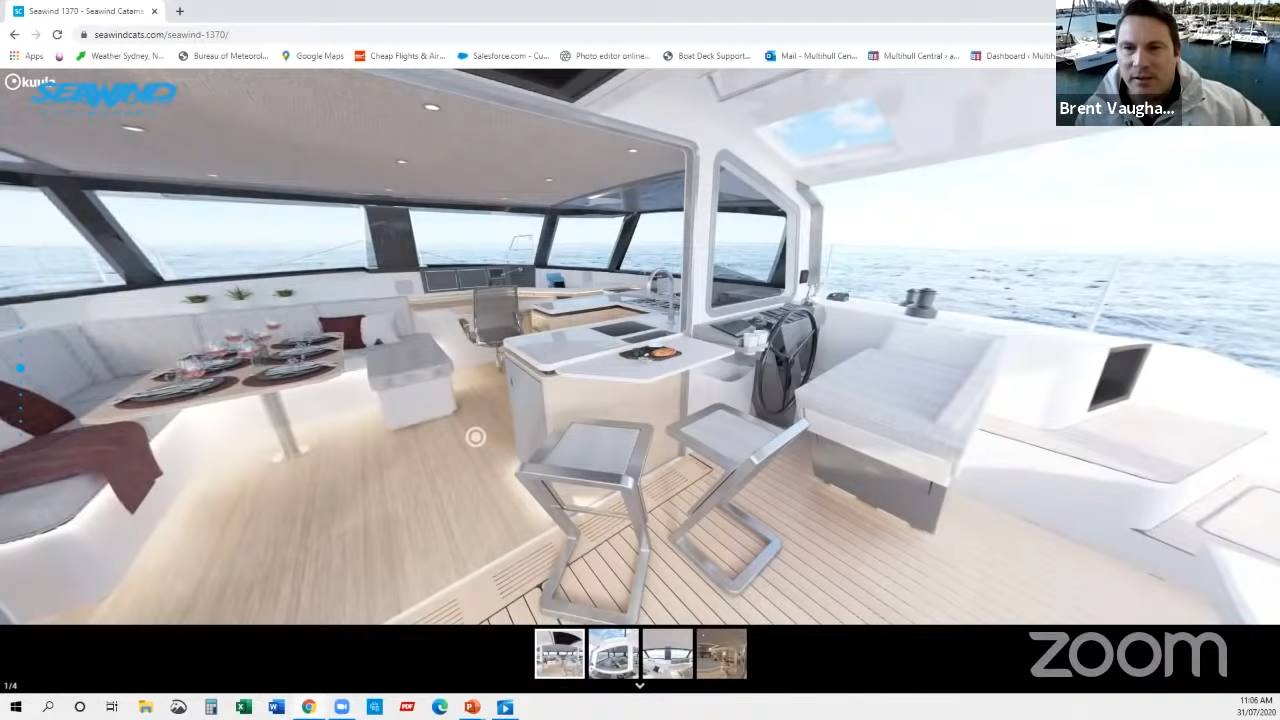 Seawind 1370 - Seawind Catama
seawindcats.com/seawind-1370/
Apps
Weather Sydney, N...
Bureau of Meteorol...
Google Maps
Cheap Flights & Air...
Salesforce.com - Cu...
Photo editor online...
Boat Deck Support...
Mail - Multihull Cen...
Multihull Central › a...
Dashboard ‹ Multih
kuula
SEAWIND
Brent Vaugha...
zoom
1/4
11:06 AM
31/07/2020